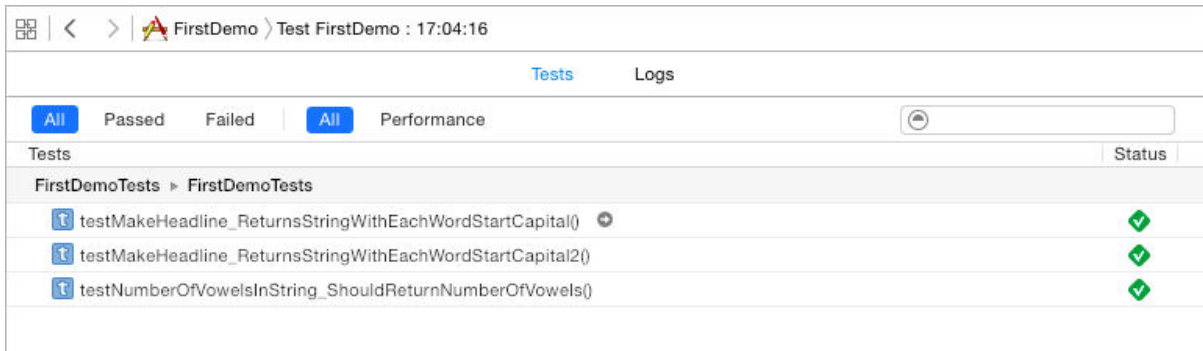 FirstDemo 〉Test FirstDemo : 17:04:16
Tests Logs
All Passed Failed All Performance
Tests Status
FirstDemoTests ▸ FirstDemoTests
t testMakeHeadline_ReturnsStringWithEachWordStartCapital()
t testMakeHeadline_ReturnsStringWithEachWordStartCapital2()
t testNumberOfVowelsInString_ShouldReturnNumberOfVowels()